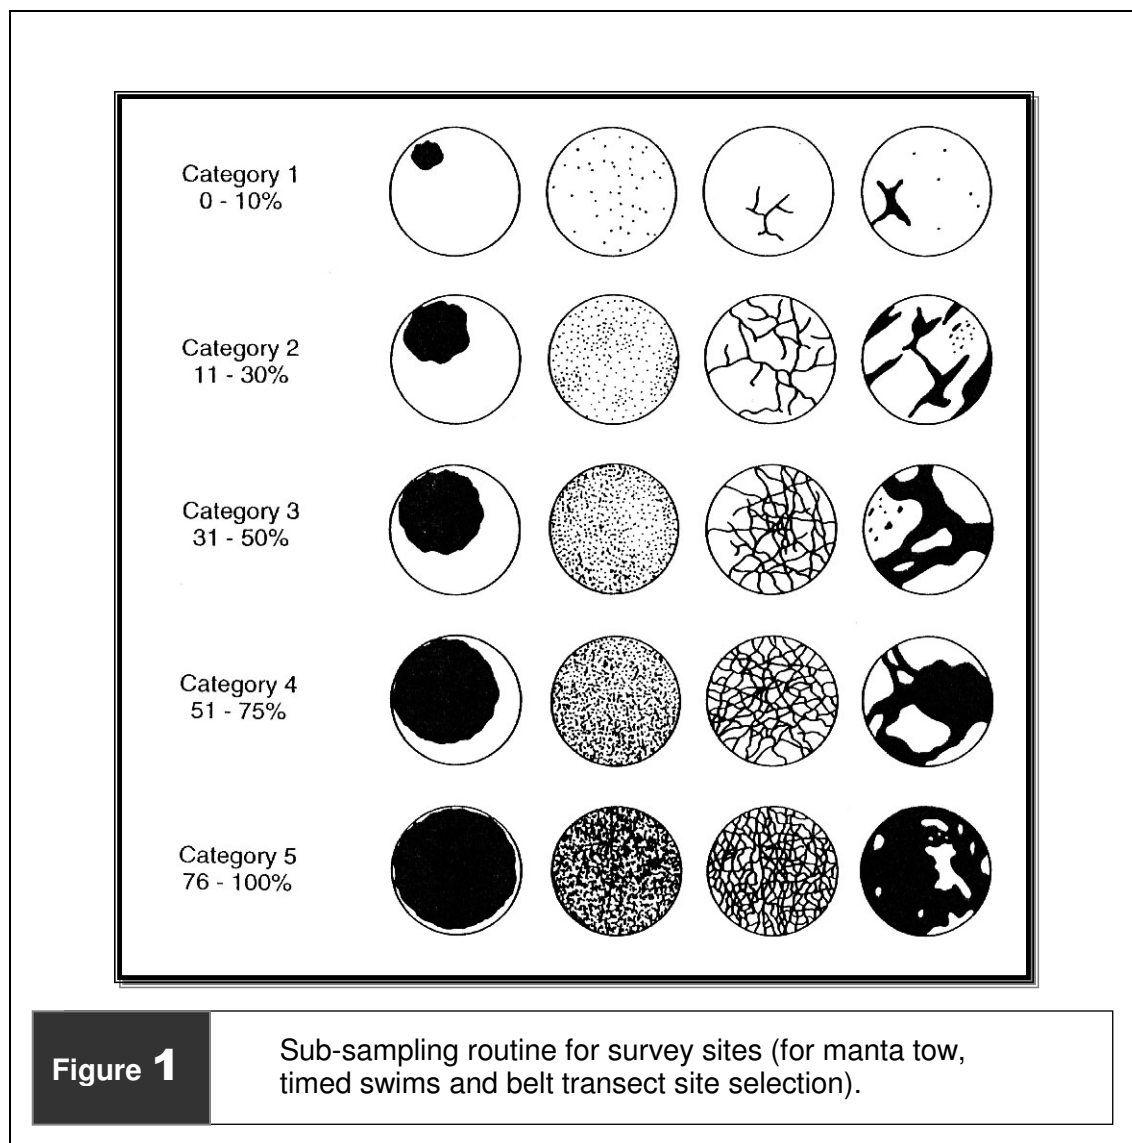 Category 1
0 - 10%
Category 2
11 - 30%
Category 3
31 - 50%
Category 4
51 - 75%
Category 5
76 - 100%
Figure 1
Sub-sampling routine for survey sites (for manta tow,
timed swims and belt transect site selection).